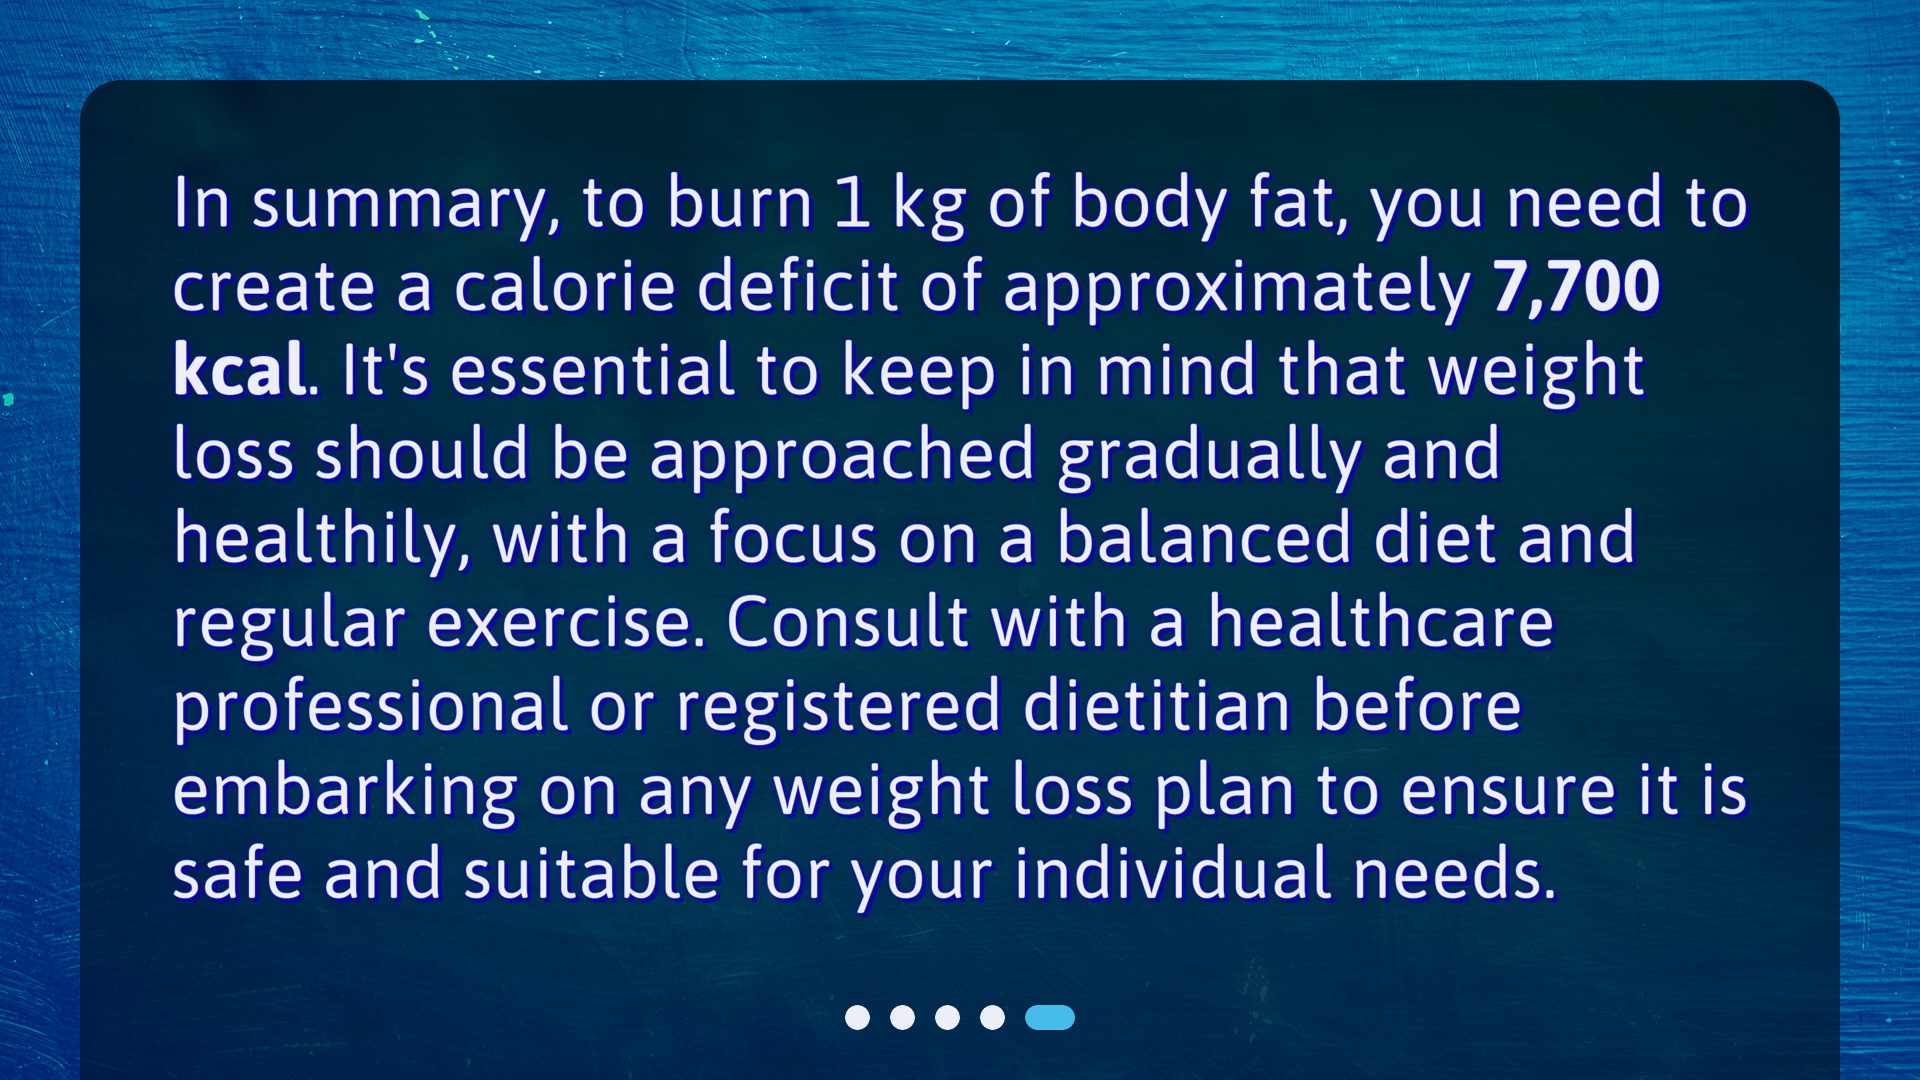 In summary, to burn 1 kg of body fat, you need to
create a calorie deficit of approximately 7,700
kcal. It's essential to keep in mind that weight
loss should be approached gradually and
healthily, with a focus on a balanced diet and
regular exercise. Consult with a healthcare
professional or registered dietitian before
embarking on any weight loss plan to ensure it is
safe and suitable for your individual needs.